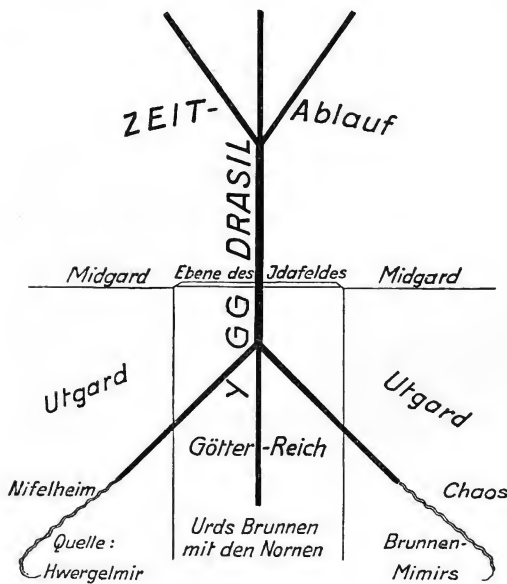 ZEIT- Ablauf
YGG DRASIL
Midgard Ebene des Idafeldes Midgard
Utgard Utgard
Götter-Reich
Nifelheim Chaos
Quelle: Urds Brunnen Brunnen-
Hwergelmir mit den Nornen Mimirs